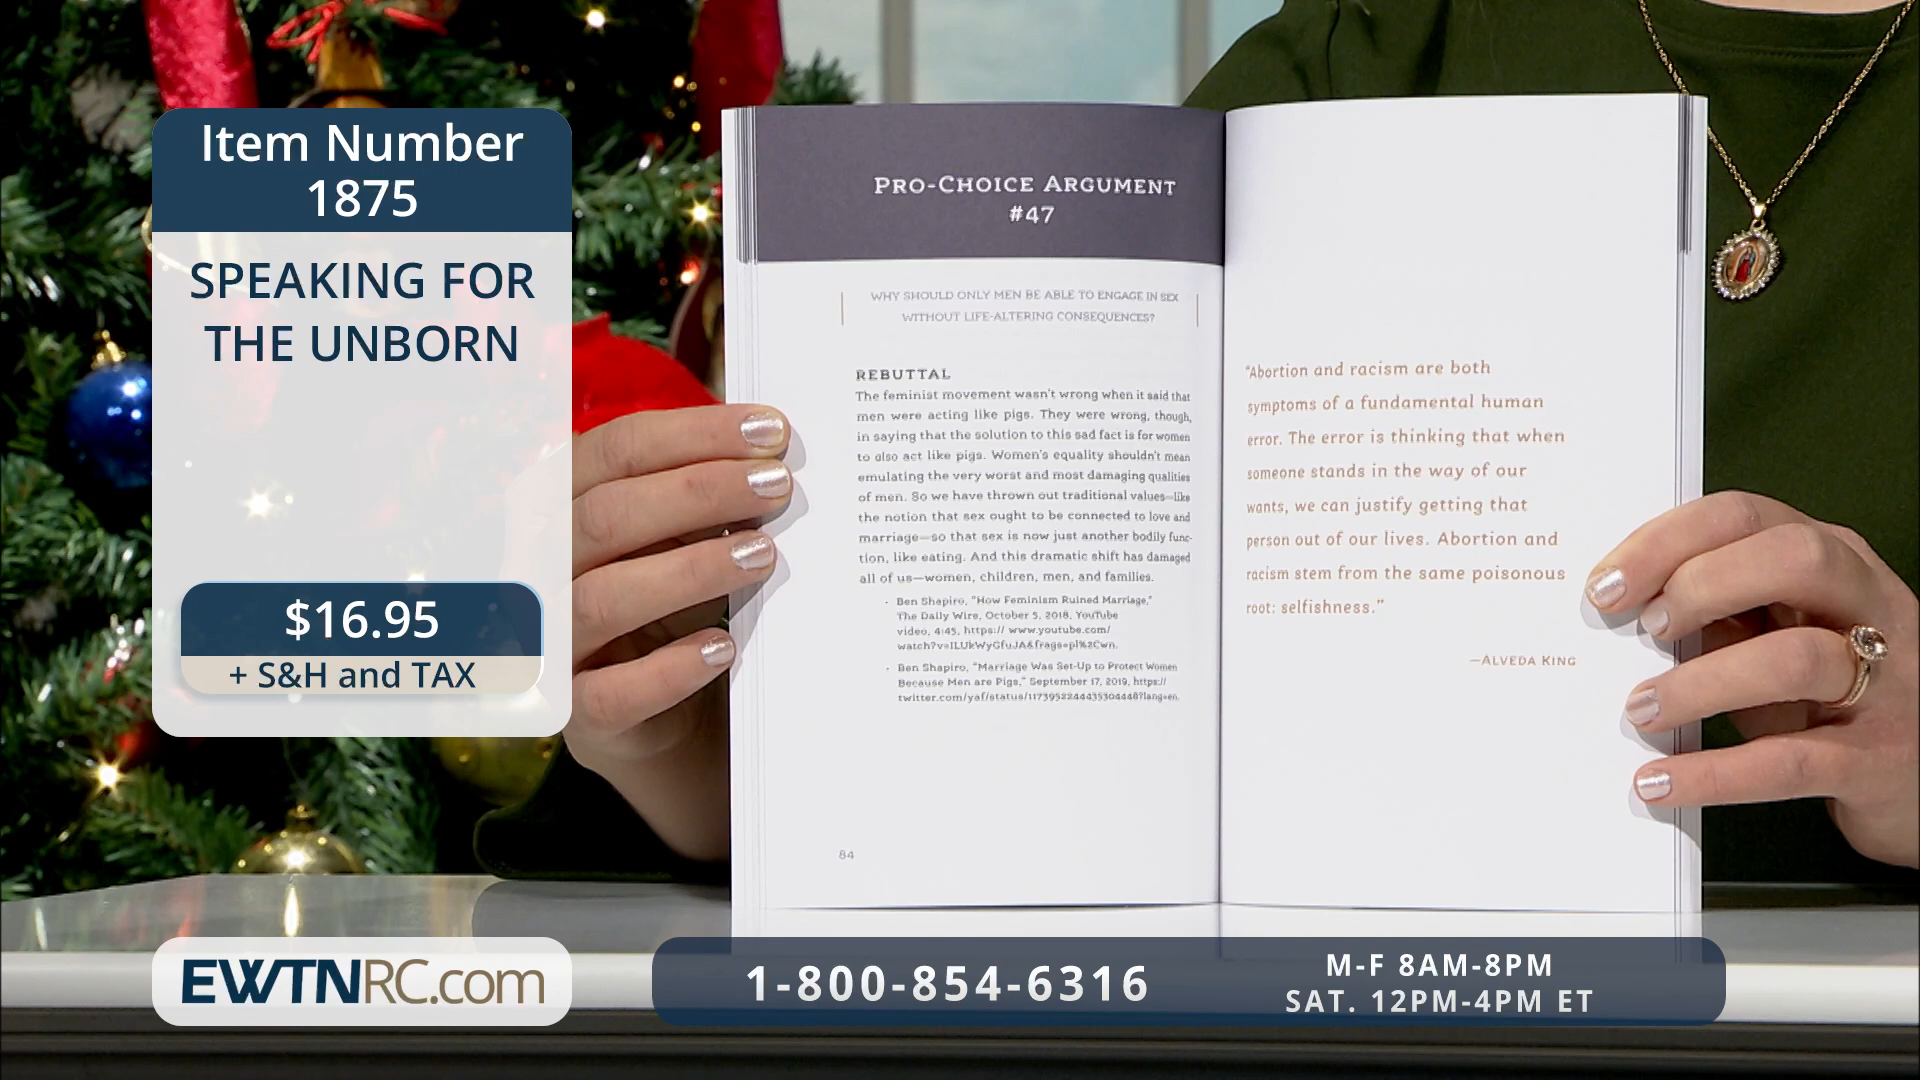 Item Number
1875
SPEAKING FOR
THE UNBORN
$16.95
+ S&H and TAX
PRO-CHOICE ARGUMENT
#47
WHY SHOULD ONLY MEN BE ABLE TO ENGAGE IN SEX
WITHOUT LIFE-ALTERING CONSEQUENCES?
REBUTTAL
The feminist movement wasn't wrong when it said that
men were acting like pigs. They were wrong, though,
in saying that the solution to this sad fact is for women
to also act like pigs. Women's equality shouldn't mean
emulating the very worst and most damaging qualities
of men. So we have thrown out traditional values—like
the notion that sex ought to be connected to love and
marriage—so that sex is now just another bodily func-
tion, like eating. And this dramatic shift has damaged
all of us—women, children, men, and families.
• Ben Shapiro, "How Feminism Ruined Marriage,"
The Daily Wire, October 5, 2018, YouTube
video, 4:45, https:// www.youtube.com/
• Ben Shapiro, "Marriage Was Set-Up to Protect Women
Because Men are Pigs," September 17, 2019, https://
84
"Abortion and racism are both
symptoms of a fundamental human
error. The error is thinking that when
someone stands in the way of our
wants, we can justify getting that
person out of our lives. Abortion and
racism stem from the same poisonous
root: selfishness."
—ALVEDA KING
EWTNRC.com
1-800-854-6316
M-F 8AM-8PM
SAT. 12PM-4PM ET